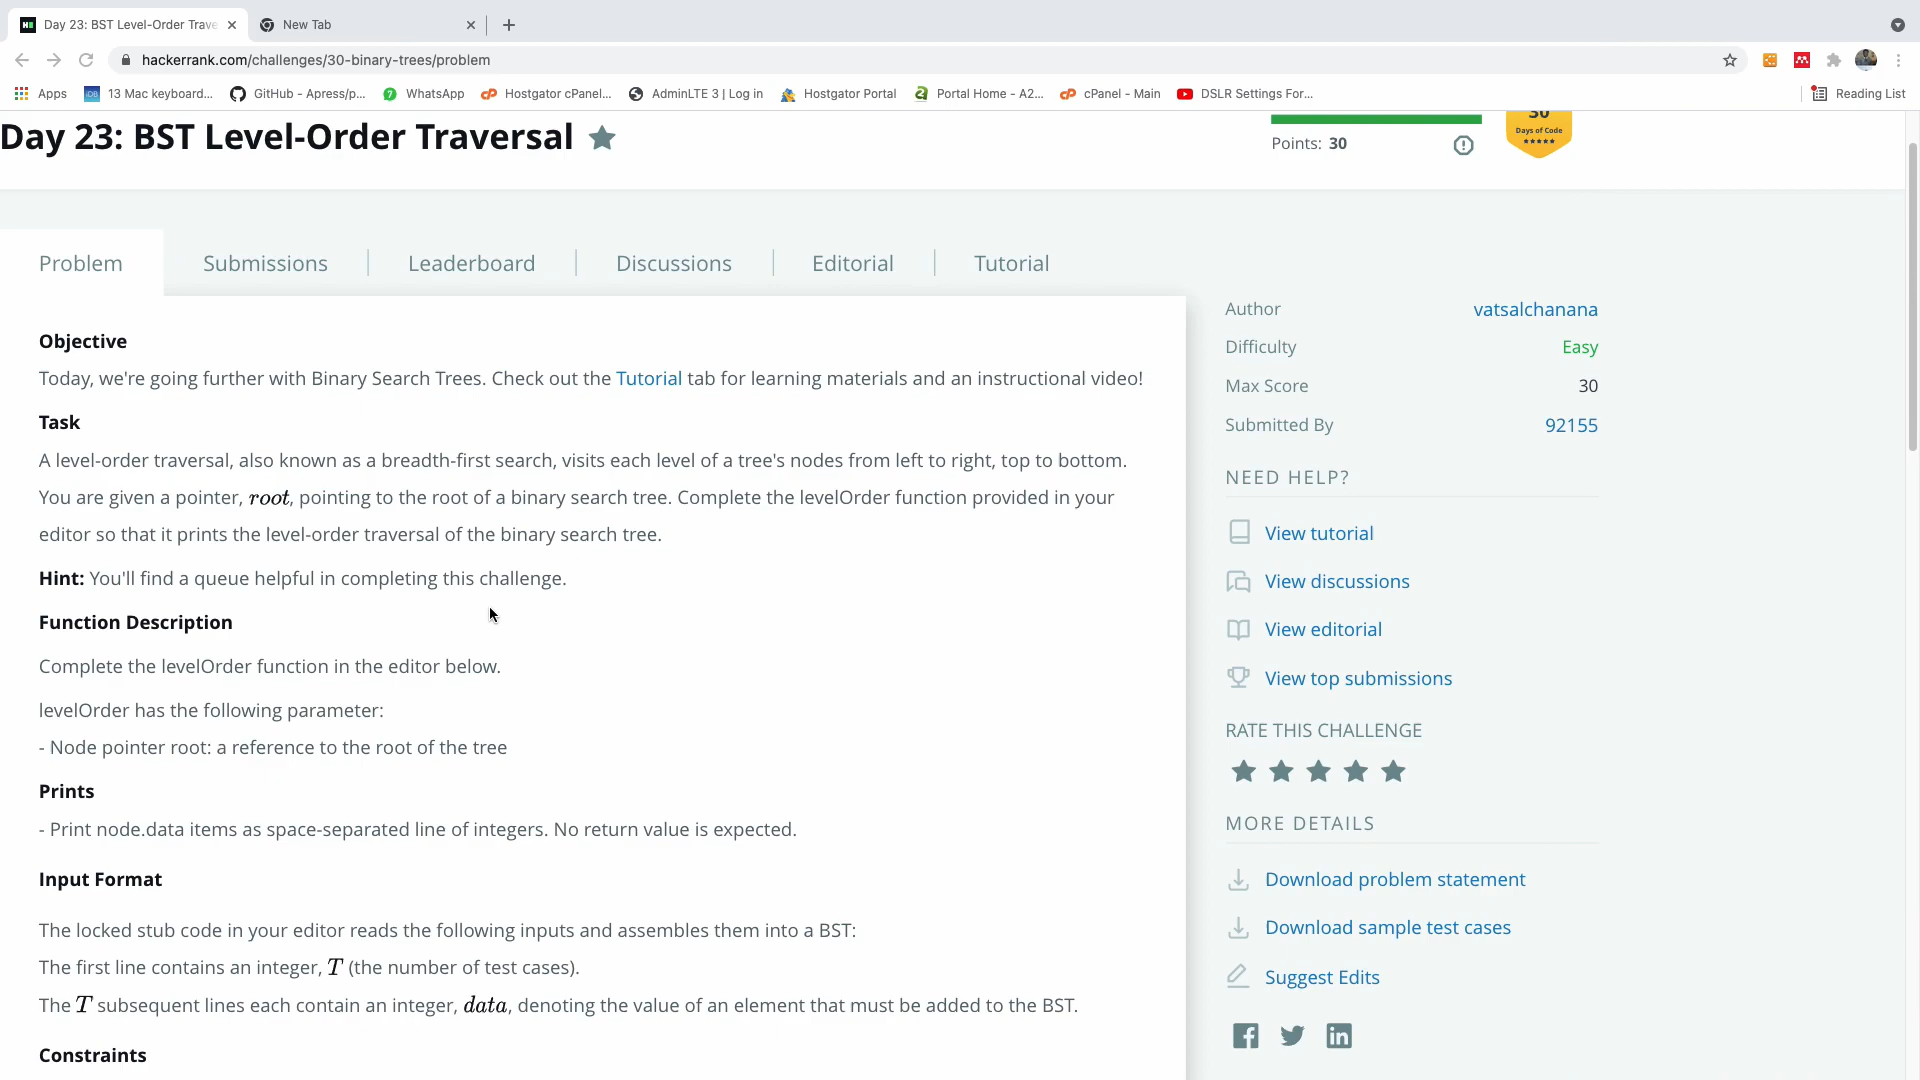 Day 23: BST Level-Order Trave
New Tab
hackerrank.com/challenges/30-binary-trees/problem
Apps
13 Mac keyboard...
GitHub - Apress/p...
WhatsApp
Hostgator cPanel...
AdminLTE 3 | Log in
Hostgator Portal
Portal Home - A2...
cPanel - Main
DSLR Settings For...
Reading List
Day 23: BST Level-Order Traversal
Points: 30
30
Days of Code
Problem
Submissions
Leaderboard
Discussions
Editorial
Tutorial
Objective
Today, we're going further with Binary Search Trees. Check out the Tutorial tab for learning materials and an instructional video!
Task
A level-order traversal, also known as a breadth-first search, visits each level of a tree's nodes from left to right, top to bottom.
You are given a pointer, root, pointing to the root of a binary search tree. Complete the levelOrder function provided in your
editor so that it prints the level-order traversal of the binary search tree.
Hint: You'll find a queue helpful in completing this challenge.
Function Description
Complete the levelOrder function in the editor below.
levelOrder has the following parameter:
- Node pointer root: a reference to the root of the tree
Prints
- Print node.data items as space-separated line of integers. No return value is expected.
Input Format
The locked stub code in your editor reads the following inputs and assembles them into a BST:
The first line contains an integer, T (the number of test cases).
The T subsequent lines each contain an integer, data, denoting the value of an element that must be added to the BST.
Constraints
Author vatsalchanana
Difficulty Easy
Max Score 30
Submitted By 92155
NEED HELP?
View tutorial
View discussions
View editorial
View top submissions
RATE THIS CHALLENGE
MORE DETAILS
Download problem statement
Download sample test cases
Suggest Edits